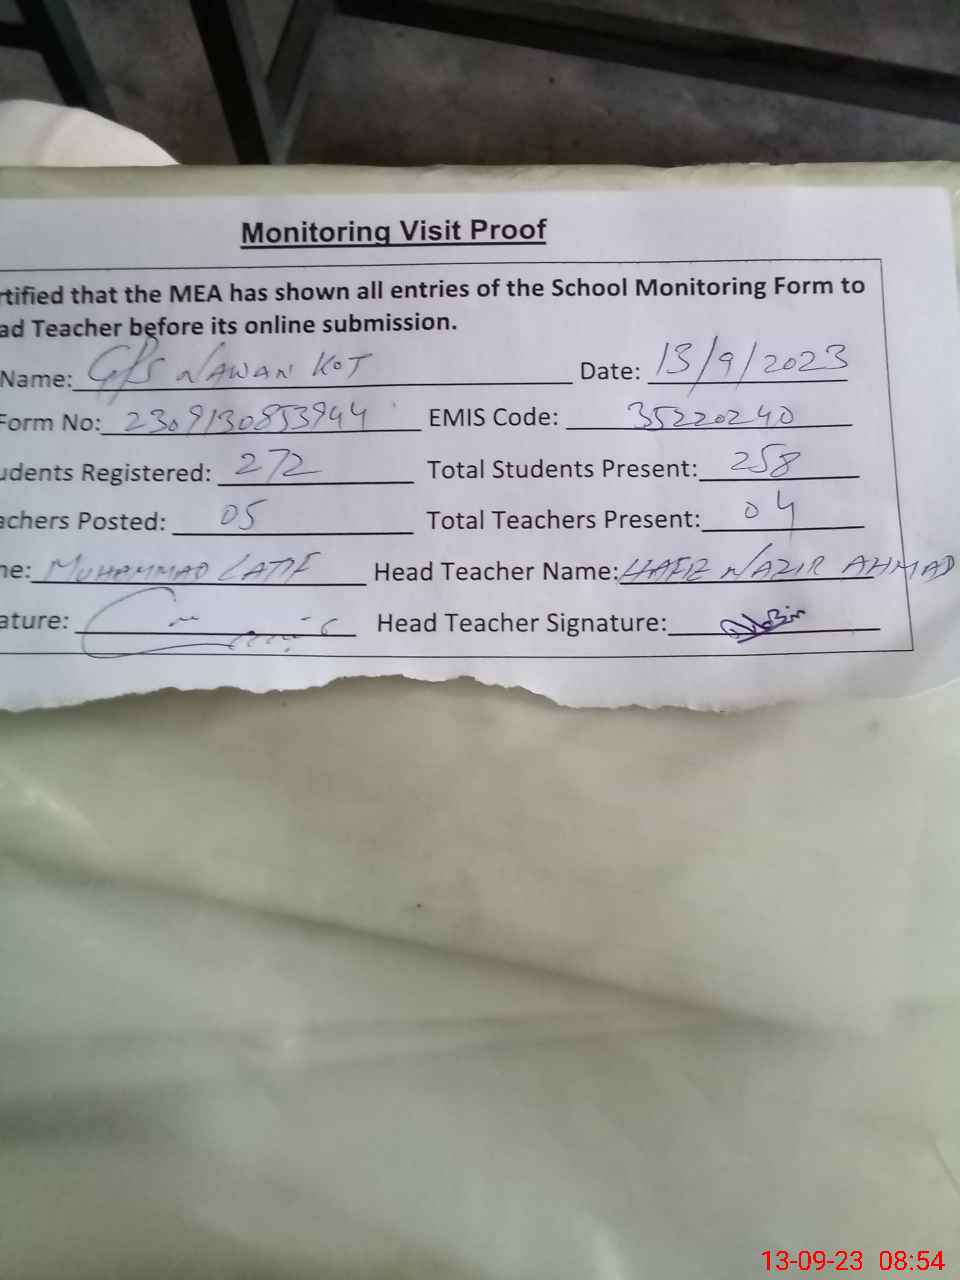 Monitoring Visit Proof
rtified that the MEA has shown all entries of the School Monitoring Form to
ad Teacher before its online submission.
Name: GPS NAWAN KOT Date: 13/9/2023
Form No: 2309130853944 EMIS Code: 35220240
udents Registered: 272 Total Students Present: 258
achers Posted: 05 Total Teachers Present: 04
ne: MUHAMMAD LATIF Head Teacher Name: HAFIZ NAZIR AHMAD
ature: Head Teacher Signature:
13-09-23 08:54